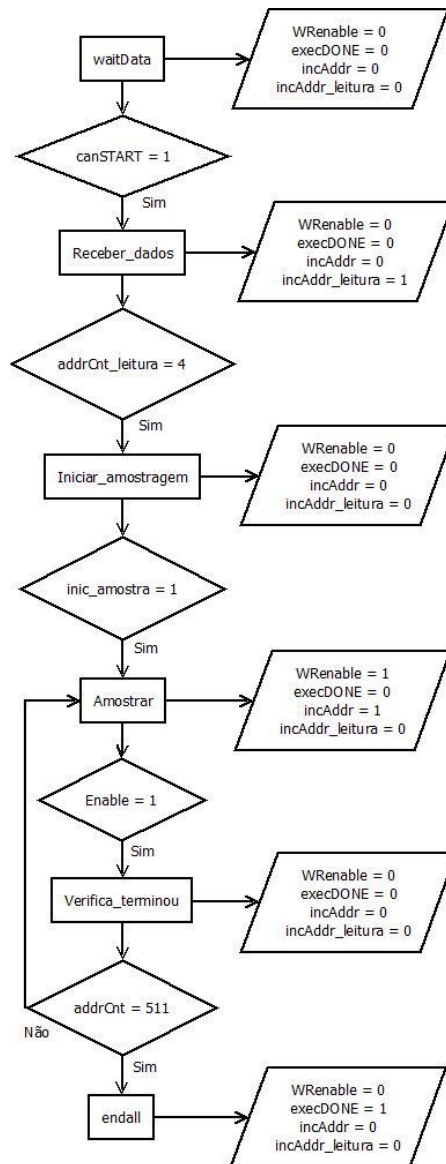 waitData
WRenable = 0
execDONE = 0
incAddr = 0
incAddr_leitura = 0
canSTART = 1
Sim
Receber_dados
WRenable = 0
execDONE = 0
incAddr = 0
incAddr_leitura = 1
addrCnt_leitura = 4
Sim
Iniciar_amostragem
WRenable = 0
execDONE = 0
incAddr = 0
incAddr_leitura = 0
inic_amostra = 1
Sim
Amostrar
WRenable = 1
execDONE = 0
incAddr = 1
incAddr_leitura = 0
Enable = 1
Sim
Verifica_terminou
WRenable = 0
execDONE = 0
incAddr = 0
incAddr_leitura = 0
addrCnt = 511
Não
Sim
endall
WRenable = 0
execDONE = 1
incAddr = 0
incAddr_leitura = 0